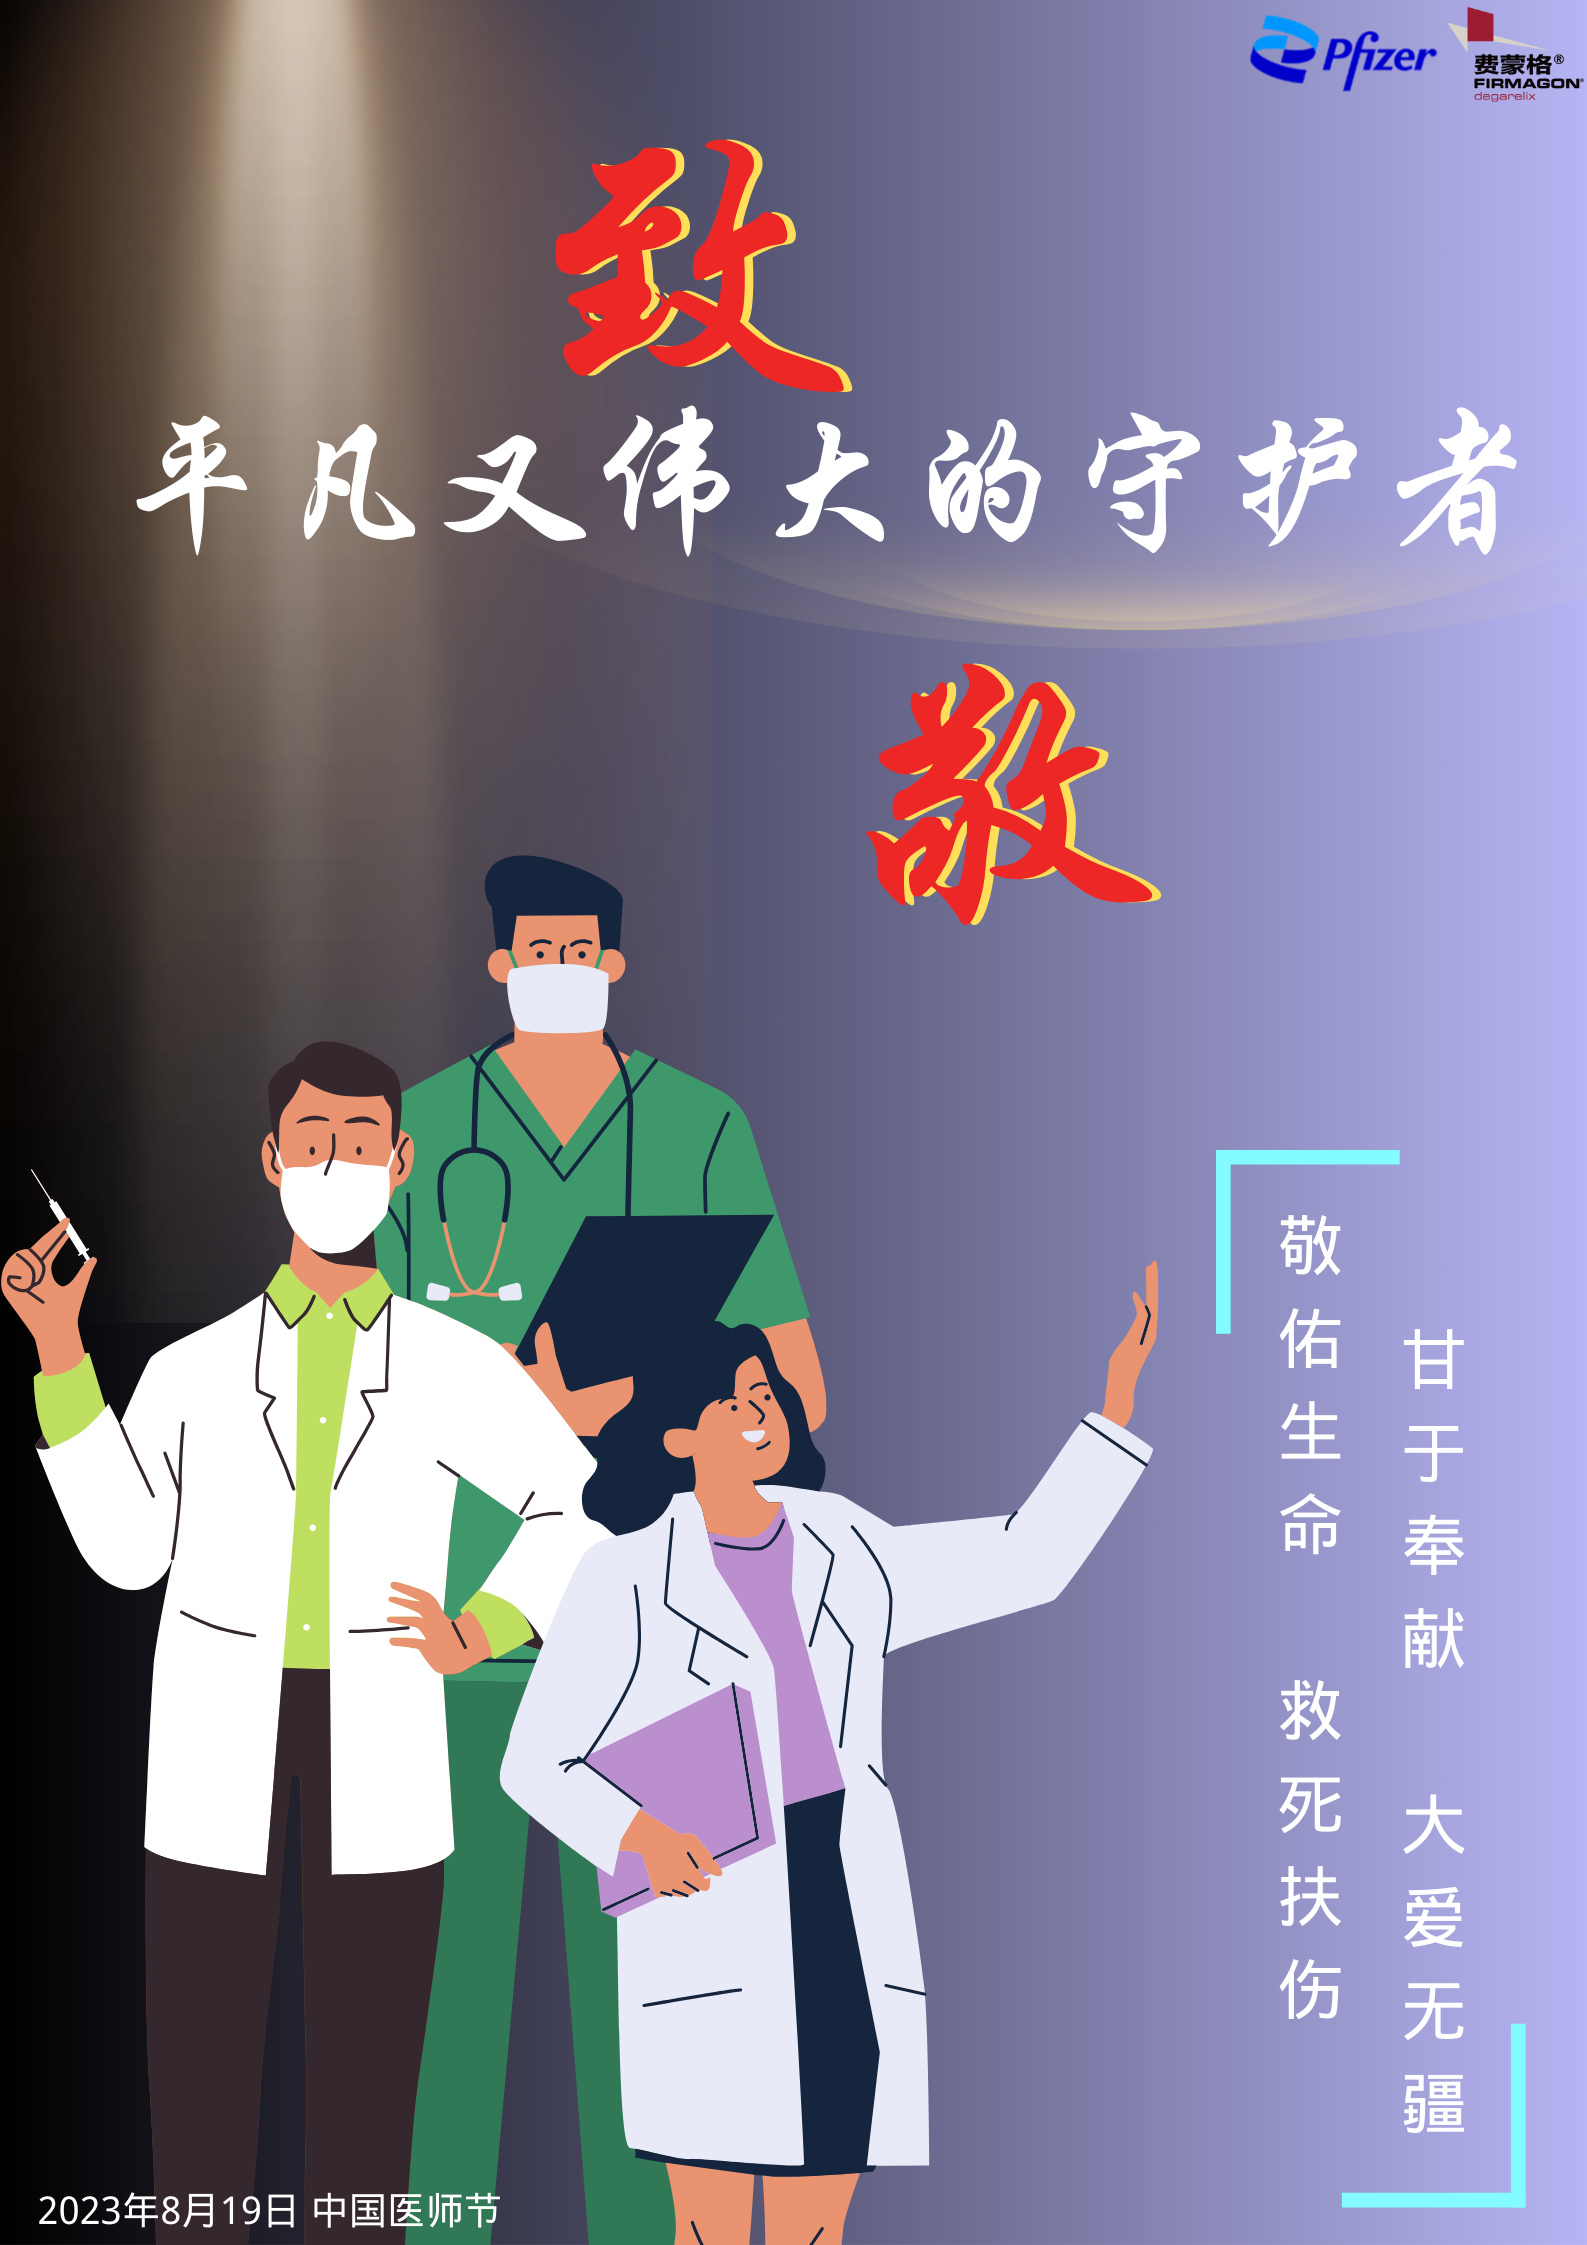 Pfizer
费蒙格®
FIRMAGON®
degarelix
致
平凡又伟大的守护者
敬
敬佑生命 救死扶伤
甘于奉献 大爱无疆
2023年8月19日 中国医师节